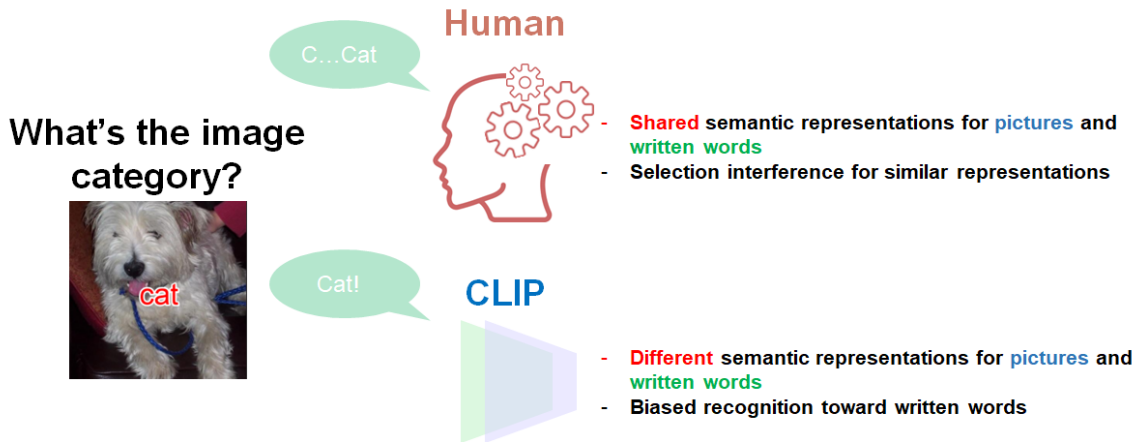 Human
C...Cat
What's the image
category?
cat
- Shared semantic representations for pictures and
written words
- Selection interference for similar representations
Cat!
CLIP
- Different semantic representations for pictures and
written words
- Biased recognition toward written words